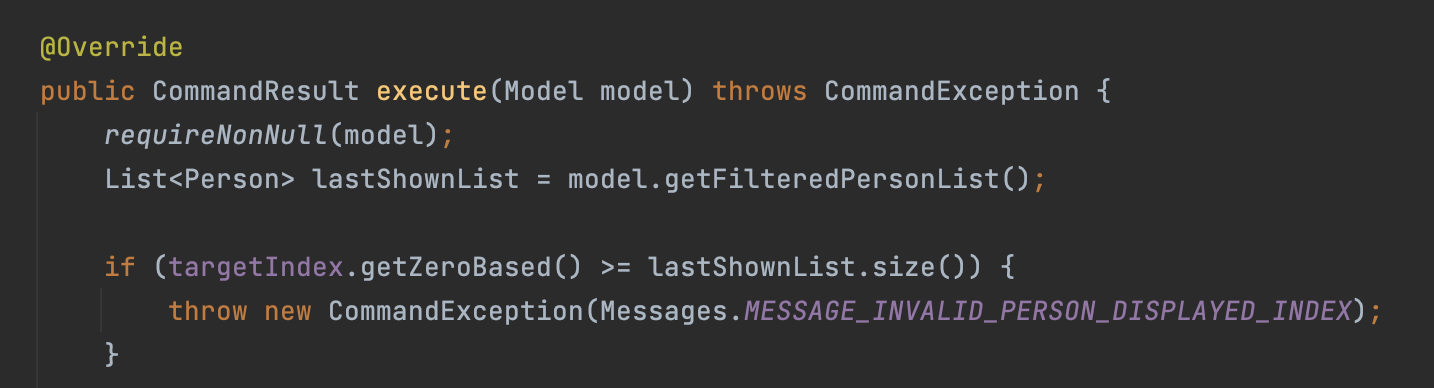 @Override
public CommandResult execute(Model model) throws CommandException {
    requireNonNull(model);
    List<Person> lastShownList = model.getFilteredPersonList();

    if (targetIndex.getZeroBased() >= lastShownList.size()) {
        throw new CommandException(Messages.MESSAGE_INVALID_PERSON_DISPLAYED_INDEX);
    }